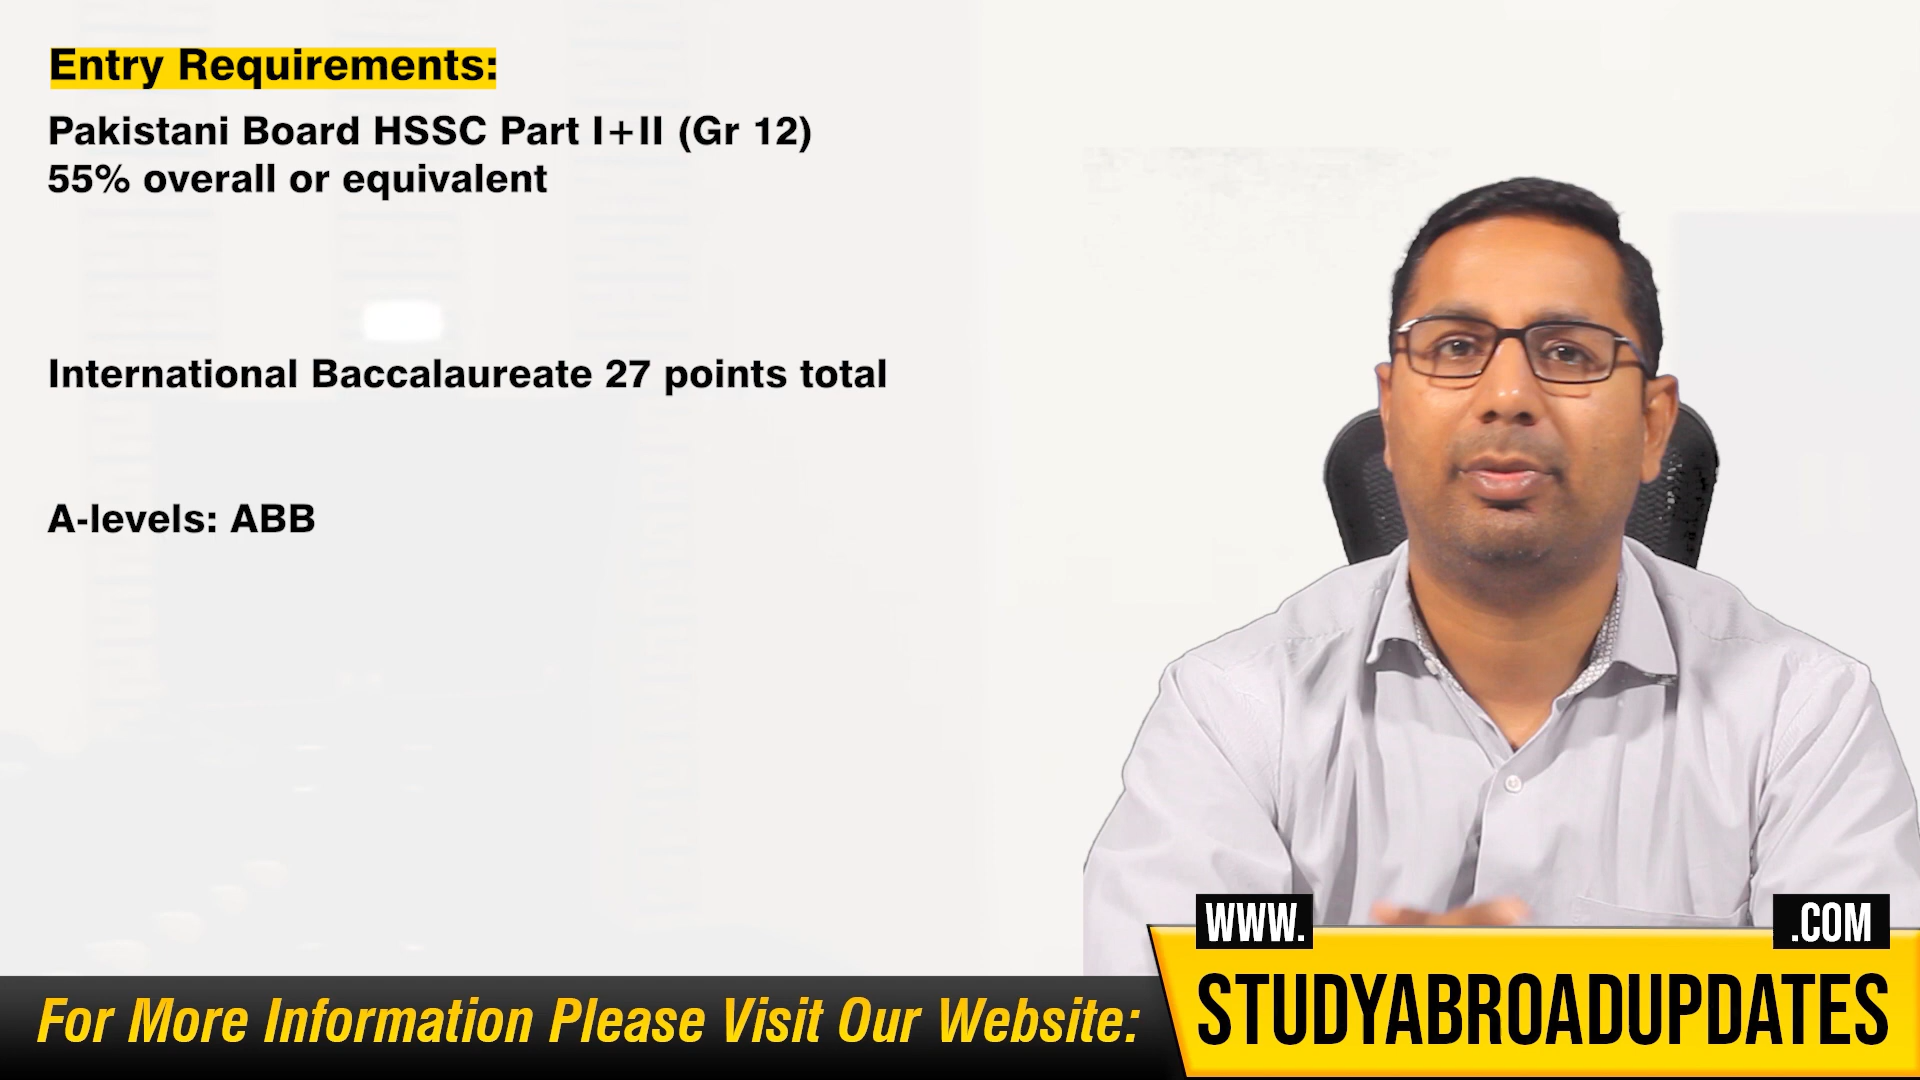 Entry Requirements:
Pakistani Board HSSC Part I+II (Gr 12)
55% overall or equivalent
International Baccalaureate 27 points total
A-levels: ABB
WWW.
.COM
For More Information Please Visit Our Website:
STUDYABROADUPDATES